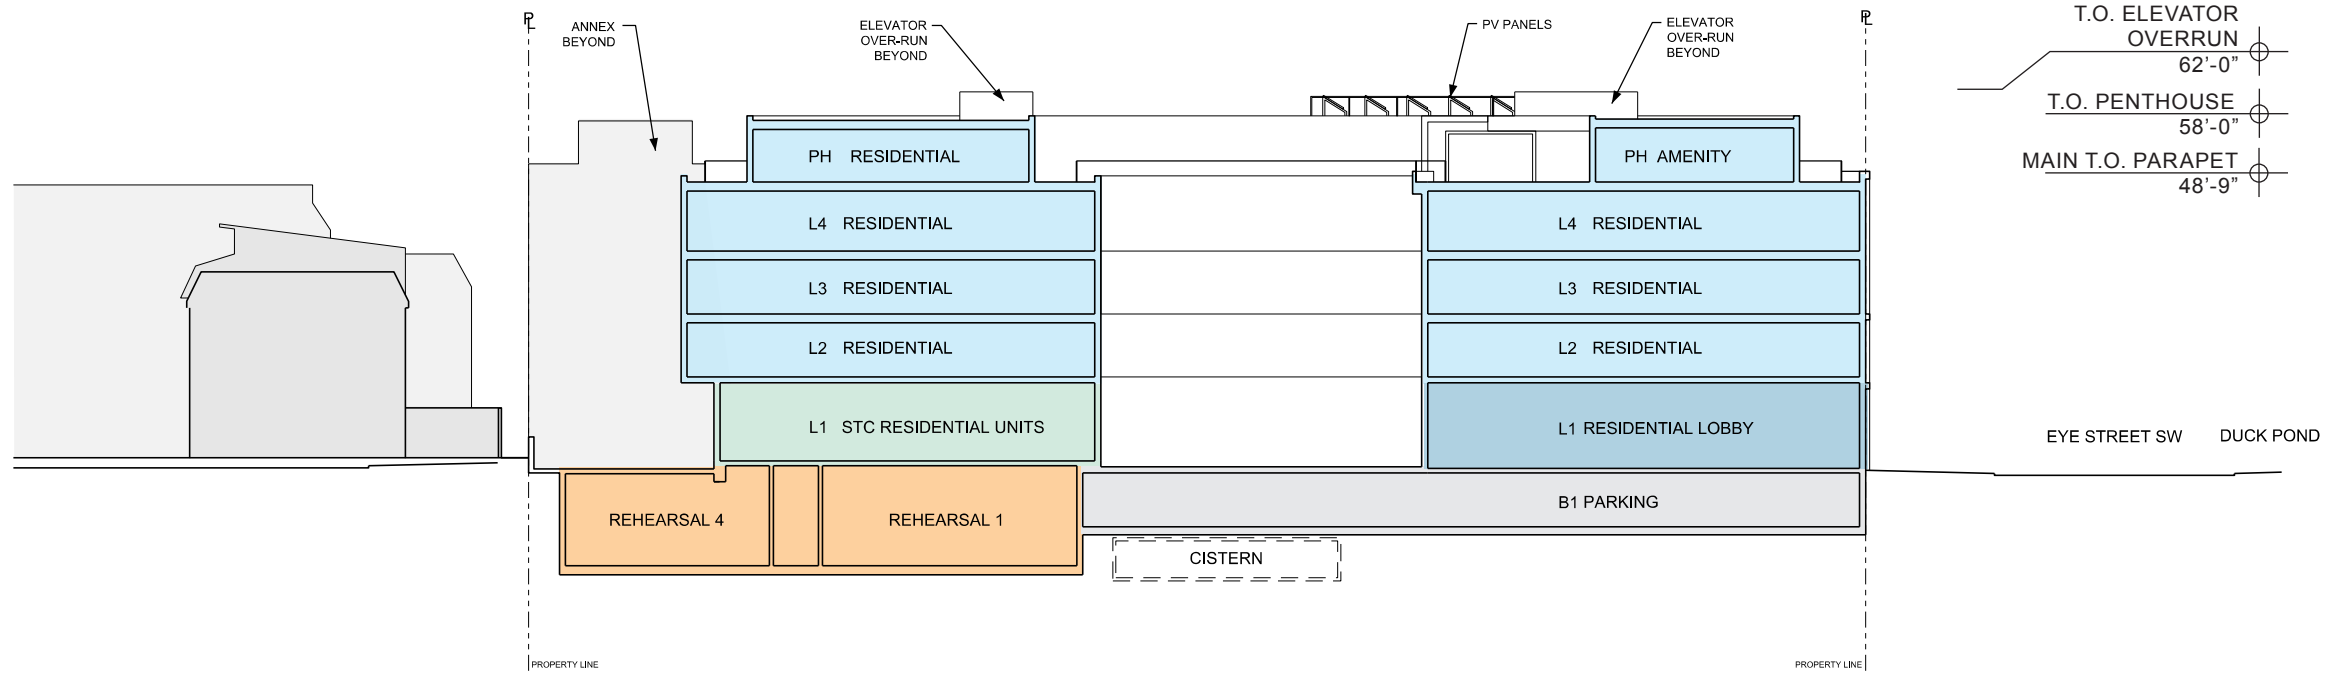 PL
ANNEX
BEYOND
ELEVATOR
OVER-RUN
BEYOND
PV PANELS
ELEVATOR
OVER-RUN
BEYOND
PL
T.O. ELEVATOR
OVERRUN
62'-0"
T.O. PENTHOUSE
58'-0"
MAIN T.O. PARAPET
48'-9"
PH RESIDENTIAL
PH AMENITY
L4 RESIDENTIAL
L4 RESIDENTIAL
L3 RESIDENTIAL
L3 RESIDENTIAL
L2 RESIDENTIAL
L2 RESIDENTIAL
L1 STC RESIDENTIAL UNITS
L1 RESIDENTIAL LOBBY
EYE STREET SW
DUCK POND
REHEARSAL 4
REHEARSAL 1
B1 PARKING
CISTERN
PROPERTY LINE
PROPERTY LINE